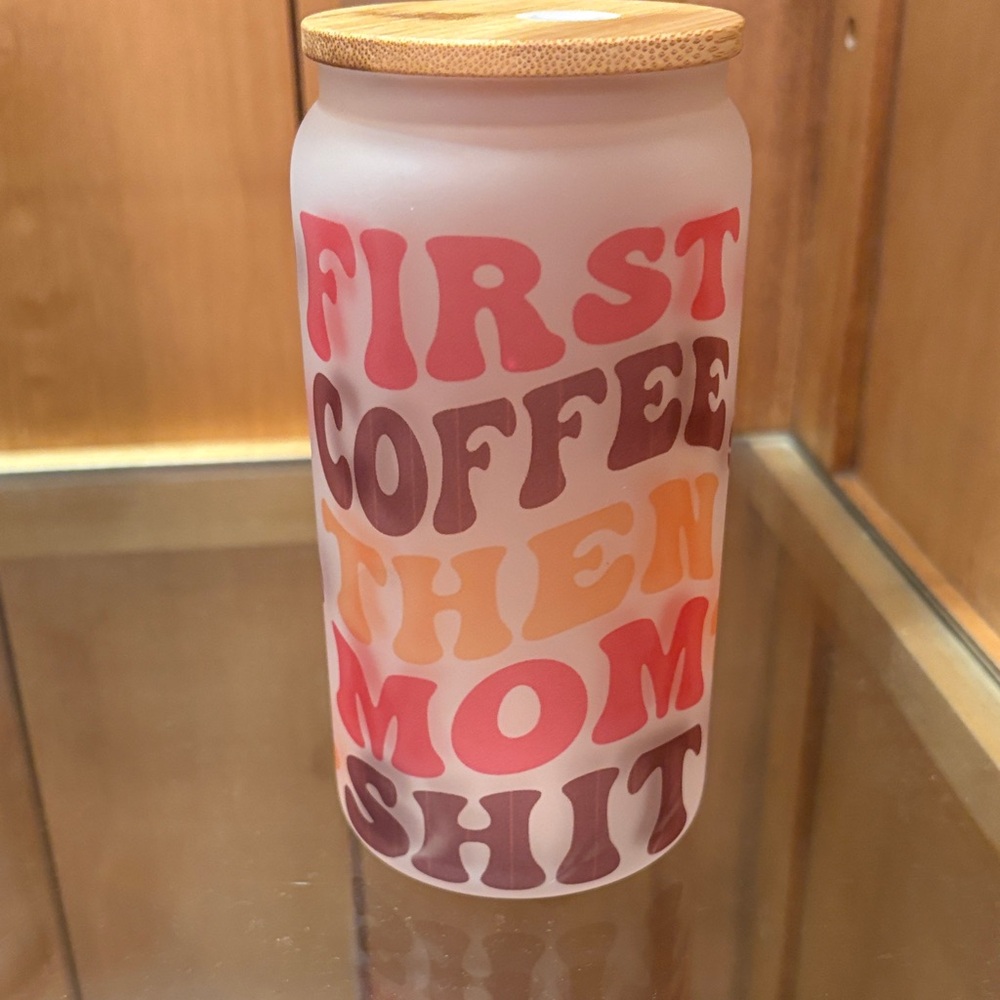 FIRST
COFFEE,
THEN
MOM
SHIT